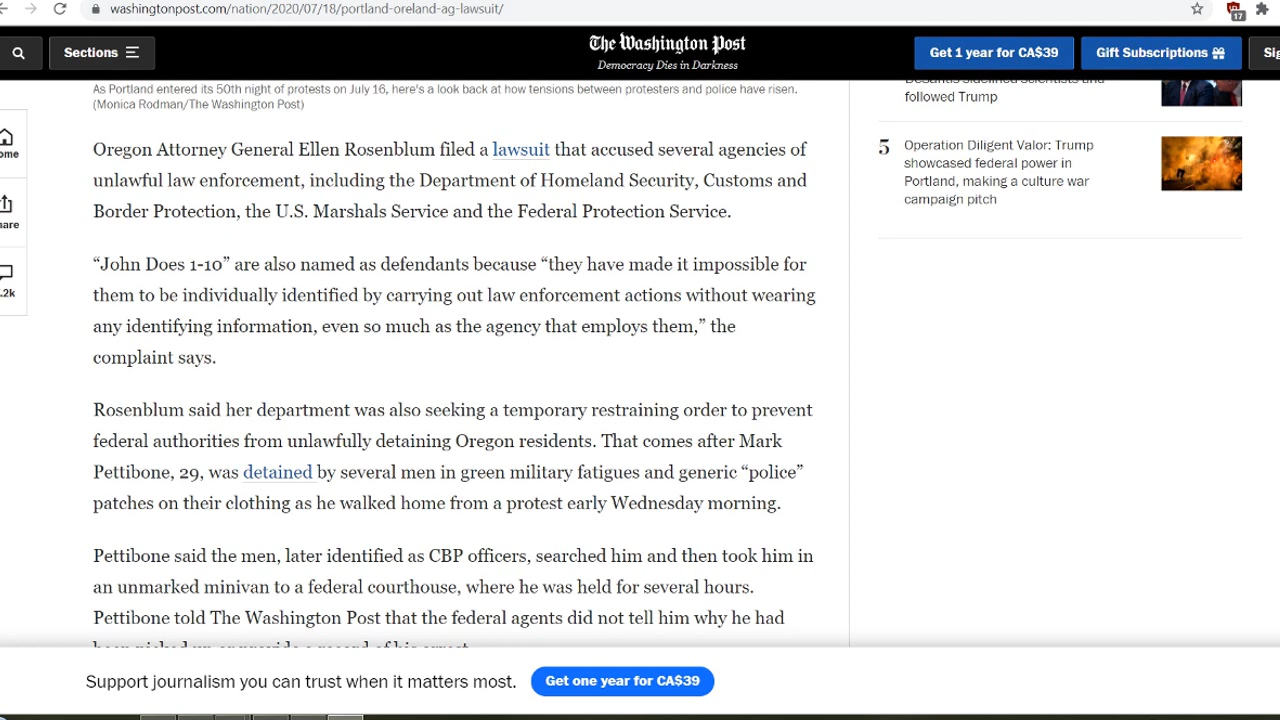 washingtonpost.com/nation/2020/07/18/portland-oreland-ag-lawsuit/
17
Sections
The Washington Post
Democracy Dies in Darkness
Get 1 year for CA$39
Gift Subscriptions
As Portland entered its 50th night of protests on July 16, here's a look back at how tensions between protesters and police have risen.
(Monica Rodman/The Washington Post)
Oregon Attorney General Ellen Rosenblum filed a lawsuit that accused several agencies of
unlawful law enforcement, including the Department of Homeland Security, Customs and
Border Protection, the U.S. Marshals Service and the Federal Protection Service.
“John Does 1-10” are also named as defendants because “they have made it impossible for
them to be individually identified by carrying out law enforcement actions without wearing
any identifying information, even so much as the agency that employs them,” the
complaint says.
Rosenblum said her department was also seeking a temporary restraining order to prevent
federal authorities from unlawfully detaining Oregon residents. That comes after Mark
Pettibone, 29, was detained by several men in green military fatigues and generic “police”
patches on their clothing as he walked home from a protest early Wednesday morning.
Pettibone said the men, later identified as CBP officers, searched him and then took him in
an unmarked minivan to a federal courthouse, where he was held for several hours.
Pettibone told The Washington Post that the federal agents did not tell him why he had
DeSantis sidelined scientists and
followed Trump
5
Operation Diligent Valor: Trump
showcased federal power in
Portland, making a culture war
campaign pitch
Support journalism you can trust when it matters most.
Get one year for CA$39